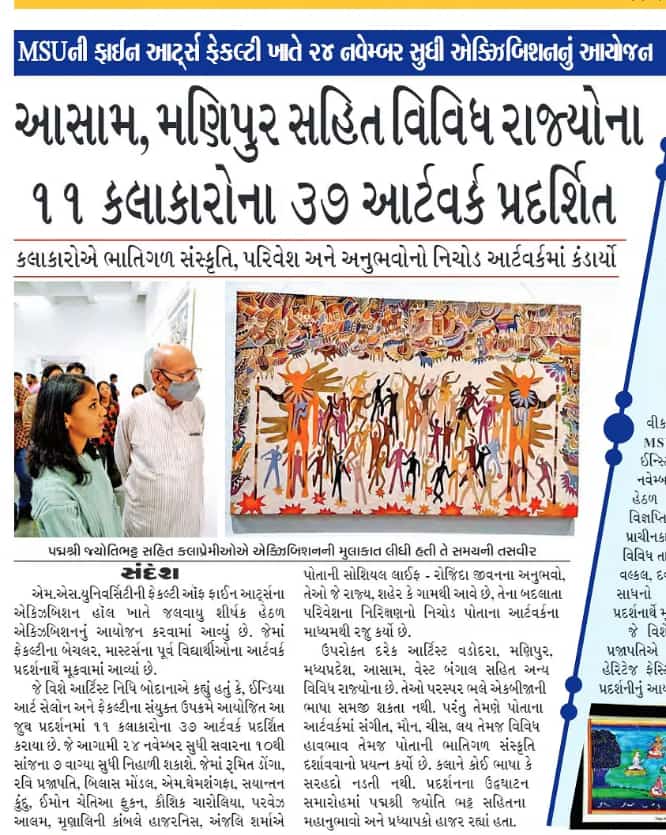 MSUની ફાઈન આર્ટ્સ ફેકલ્ટી ખાતે ૨૪ નવેમ્બર સુધી એક્ઝિબિશનનું આયોજન
આસામ, મણિપુર સહિત વિવિધ રાજ્યોના
૧૧ કલાકારોના ૩૭ આર્ટવર્ક પ્રદર્શિત
કલાકારોએ ભાતિગળ સંસ્કૃતિ, પરિવેશ અને અનુભવોનો નિચોડ આર્ટવર્કમાં કંડાર્યો
પદ્મશ્રી જ્યોતિભટ્ટ સહિત કલાપ્રેમીઓએ એક્ઝિબિશનની મુલાકાત લીધી હતી તે સમયની તસવીર
સંદેશ
એમ.એસ.યુનિવર્સિટીની ફેકલ્ટી ઑફ ફાઈન આર્ટ્સના
એક્ઝિબિશન હૉલ ખાતે જલવાયુ શીર્ષક હેઠળ
એક્ઝિબિશનનું આયોજન કરવામાં આવ્યું છે. જેમાં
ફેકલ્ટીના બેચલર, માસ્ટર્સના પૂર્વ વિદ્યાર્થીઓના આર્ટવર્ક
પ્રદર્શનાર્થે મૂકવામાં આવ્યાં છે.
જે વિશે આર્ટિસ્ટ નિધિ બોદાનાએ કહ્યું હતું કે, ઈન્ડિયા
આર્ટ સેલોન અને ફેકલ્ટીના સંયુક્ત ઉપક્રમે આયોજિત આ
જુથ પ્રદર્શનમાં ૧૧ કલાકારોના ૩૭ આર્ટવર્ક પ્રદર્શિત
કરાયા છે. જે આગામી ૨૪ નવેમ્બર સુધી સવારના ૧૦થી
સાંજના ૭ વાગ્યા સુધી નિહાળી શકાશે. જેમાં રૂમિત ડોંગા,
રવિ પ્રજાપતિ, બિલાસ મોંડલ, એમ.થેમશંગફા, સયાન્તન
કુંદુ, ઈમોન ચેતિઆ ફુકન, કૌશિક ચારોલિયા, પરવેઝ
આલમ, મૃણાલિની કાંબલે હાજરનિસ, અંજલિ શર્માએ
પોતાની સોશિયલ લાઈફ - રોજિંદા જીવનના અનુભવો,
તેઓ જે રાજ્ય, શહેર કે ગામથી આવે છે, તેના બદલાતા
પરિવેશના નિરિક્ષણનો નિચોડ પોતાના આર્ટવર્કના
માધ્યમથી રજુ કર્યો છે.
ઉપરોક્ત દરેક આર્ટિસ્ટ વડોદરા, મણિપુર,
મધ્યપ્રદેશ, આસામ, વેસ્ટ બંગાલ સહિત અન્ય
વિવિધ રાજ્યોના છે. તેઓ પરસ્પર ભલે એકબીજાની
ભાષા સમજી શકતા નથી. પરંતુ તેમણે પોતાના
આર્ટવર્કમાં સંગીત, મૌન, ચીસ, લય તેમજ વિવિધ
હાવભાવ તેમજ પોતાની ભાતિગળ સંસ્કૃતિ
દર્શાવવાનો પ્રયત્ન કર્યો છે. કલાને કોઈ ભાષા કે
સરહદો નડતી નથી. પ્રદર્શનના ઉદ્ઘાટન
સમારોહમાં પદ્મશ્રી જ્યોતિ ભટ્ટ સહિતના
મહાનુભાવો અને પ્રધ્યાપકો હાજર રહ્યાં હતા.
નવેમ્બ
હેઠળ
વિજ્ઞપ્તિ
પ્રાચીનક
વિવિધ તા
વલ્કલ, દવ
સાધનો
પ્રદર્શનાર્થે મૂ
જે વિશે
પ્રજાપતિએ
હેરિટેજ ફેસ્ટિ
પ્રદર્શનીનું આય